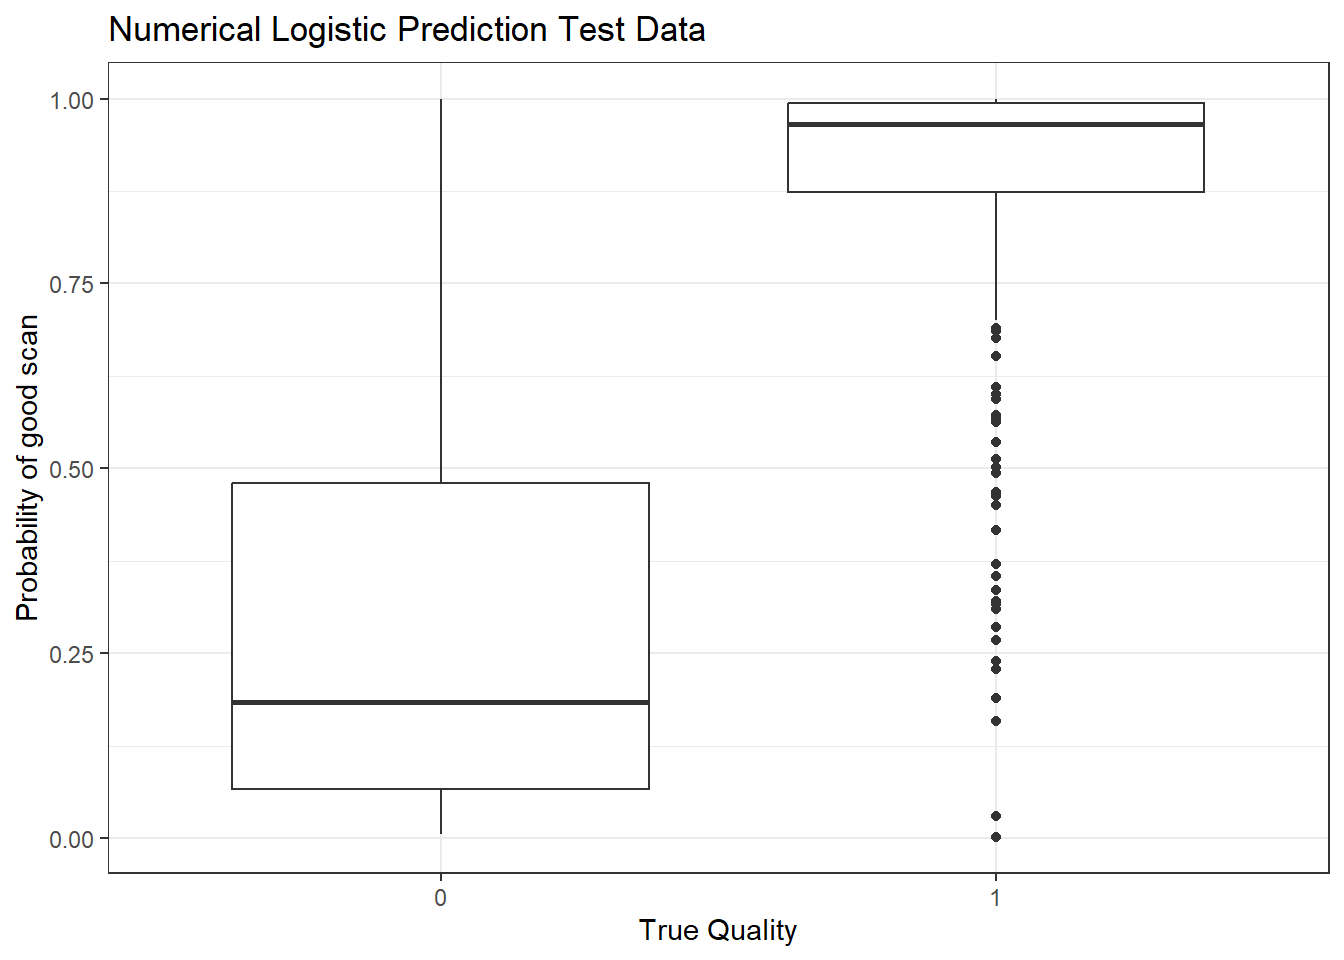 Numerical Logistic Prediction Test Data
Probability of good scan
1.00
0.75
0.50
0.25
0.00
0
1
True Quality